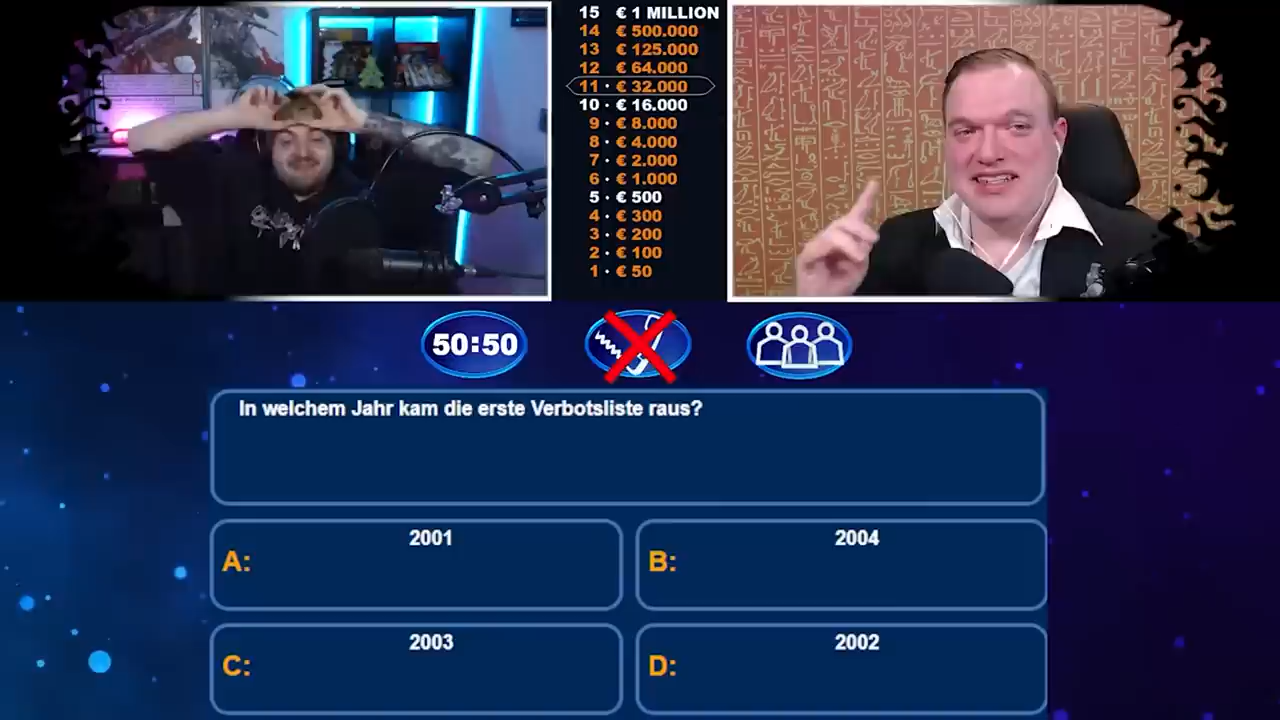 15 € 1 MILLION
14 € 500.000
13 € 125.000
12 € 64.000
11 · € 32.000
10 · € 16.000
9 · € 8.000
8 · € 4.000
7 · € 2.000
6 · € 1.000
5 · € 500
4 · € 300
3 · € 200
2 · € 100
1 · € 50
50:50
In welchem Jahr kam die erste Verbotsliste raus?
A: 2001
B: 2004
C: 2003
D: 2002